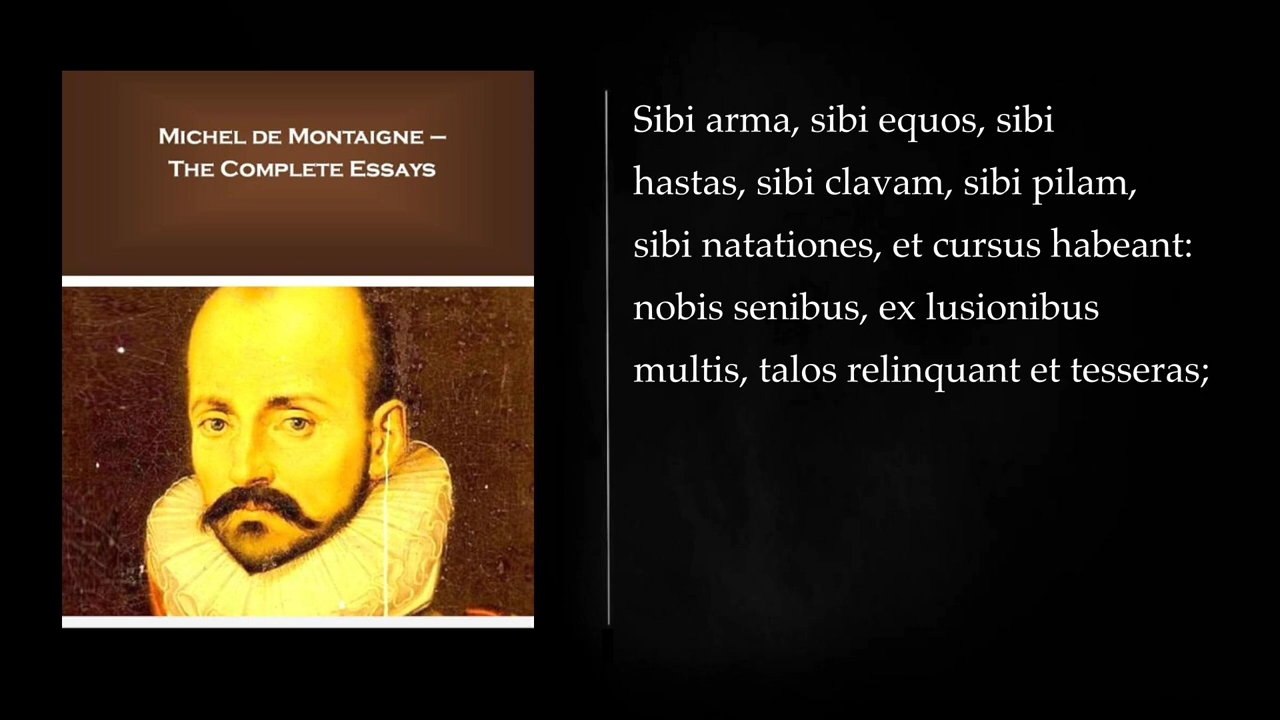 MICHEL DE MONTAIGNE –
THE COMPLETE ESSAYS
Sibi arma, sibi equos, sibi
hastas, sibi clavam, sibi pilam,
sibi natationes, et cursus habeant:
nobis senibus, ex lusionibus
multis, talos relinquant et tesseras;